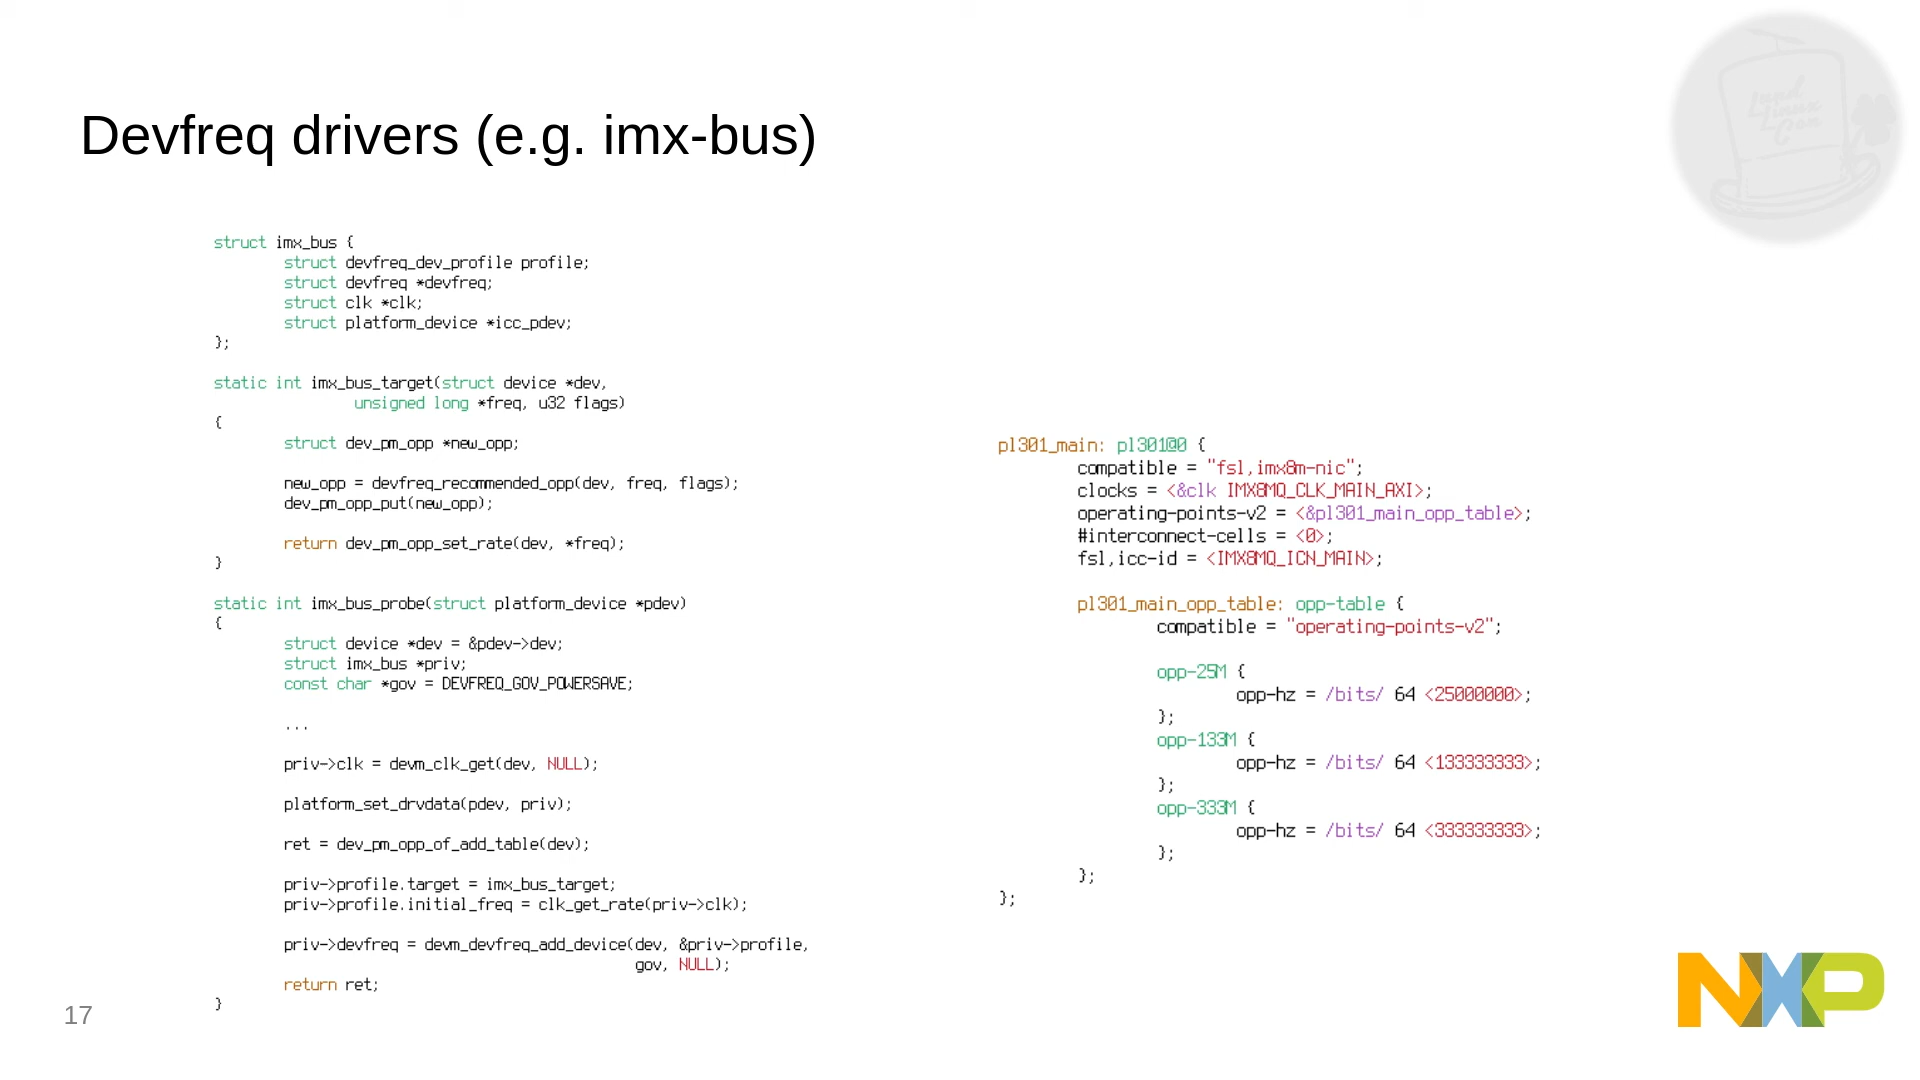 Devfreq drivers (e.g. imx-bus)
struct imx_bus {
        struct devfreq_dev_profile profile;
        struct devfreq *devfreq;
        struct clk *clk;
        struct platform_device *icc_pdev;
};
static int imx_bus_target(struct device *dev,
                unsigned long *freq, u32 flags)
{
        struct dev_pm_opp *new_opp;
        new_opp = devfreq_recommended_opp(dev, freq, flags);
        dev_pm_opp_put(new_opp);
        return dev_pm_opp_set_rate(dev, *freq);
}
static int imx_bus_probe(struct platform_device *pdev)
{
        struct device *dev = &pdev->dev;
        struct imx_bus *priv;
        const char *gov = DEVFREQ_GOV_POWERSAVE;
        ...
        priv->clk = devm_clk_get(dev, NULL);
        platform_set_drvdata(pdev, priv);
        ret = dev_pm_opp_of_add_table(dev);
        priv->profile.target = imx_bus_target;
        priv->profile.initial_freq = clk_get_rate(priv->clk);
        priv->devfreq = devm_devfreq_add_device(dev, &priv->profile,
                                                gov, NULL);
        return ret;
}
pl301_main: pl301@0 {
        compatible = "fsl,imx8m-nic";
        clocks = <&clk IMX8MQ_CLK_MAIN_AXI>;
        operating-points-v2 = <&pl301_main_opp_table>;
        #interconnect-cells = <0>;
        fsl,icc-id = <IMX8MQ_ICN_MAIN>;
        pl301_main_opp_table: opp-table {
                compatible = "operating-points-v2";
                opp-25M {
                        opp-hz = /bits/ 64 <25000000>;
                };
                opp-133M {
                        opp-hz = /bits/ 64 <133333333>;
                };
                opp-333M {
                        opp-hz = /bits/ 64 <333333333>;
                };
        };
};
Lund
Linux
Con
NXP
17